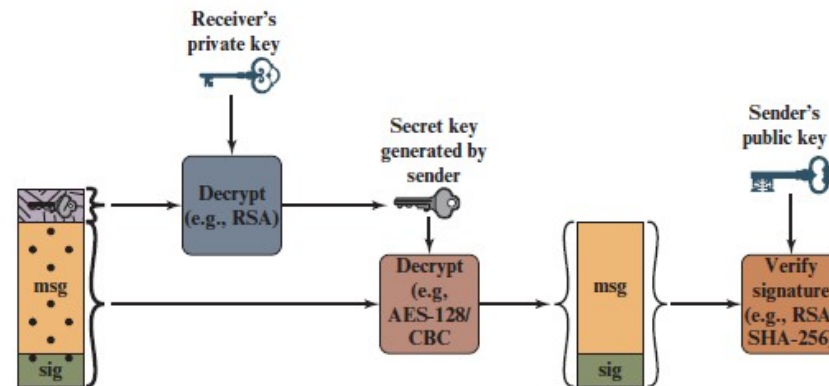 Receiver's
private key
Decrypt
(e.g., RSA)
Secret key
generated by
sender
Sender's
public key
msg
sig
Decrypt
(e.g,
AES-128/
CBC
msg
sig
Verify
signature
(e.g., RSA
SHA-256)